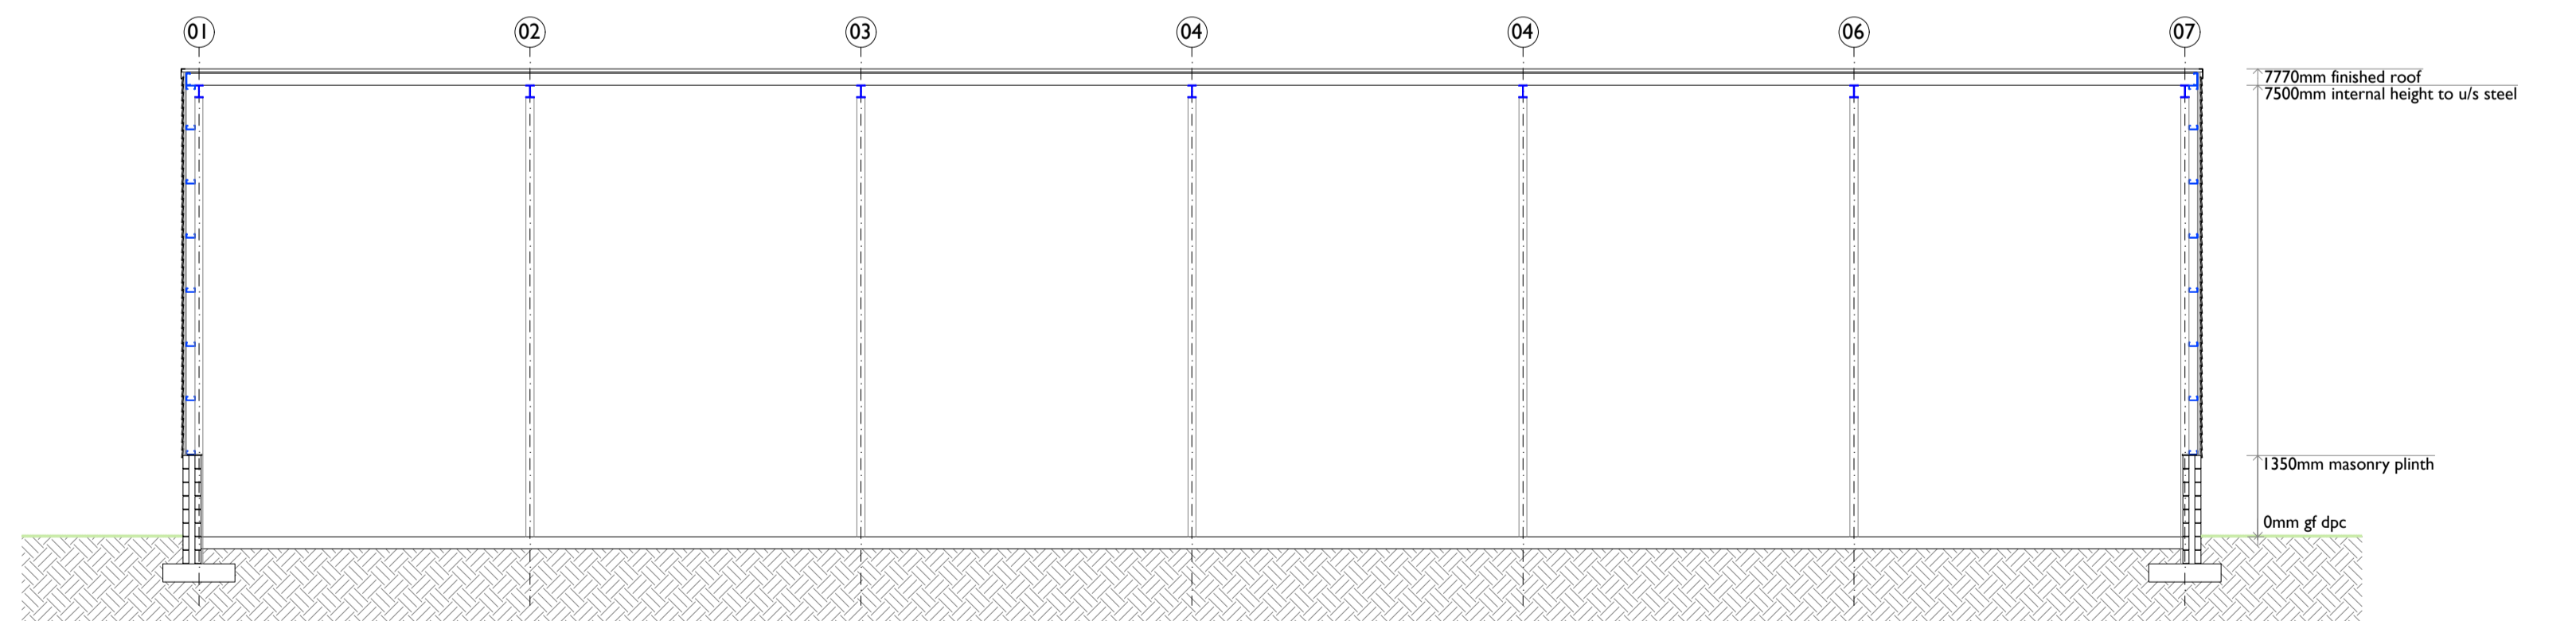 01 02 03 04 04 06 07
7770mm finished roof
7500mm internal height to u/s steel
1350mm masonry plinth
0mm gf dpc